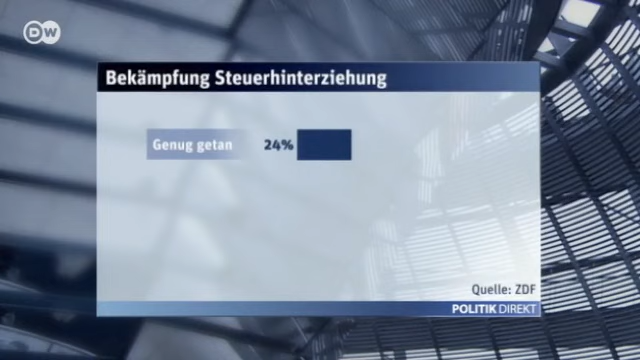 DW
Bekämpfung Steuerhinterziehung
Genug getan 24%
Quelle: ZDF
POLITIK DIREKT